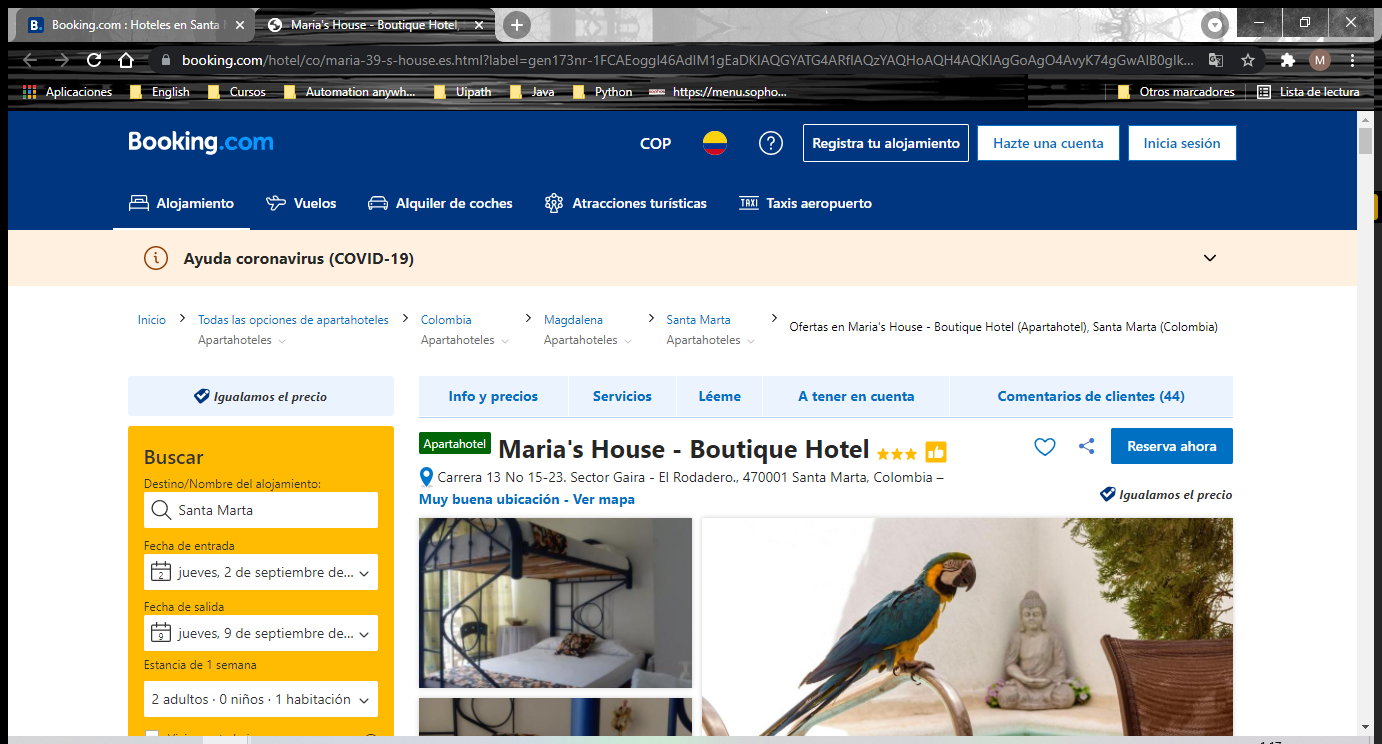 B. Booking.com : Hoteles en Santa
Maria's House - Boutique Hotel,
booking.com/hotel/co/maria-39-s-house.es.html?label=gen173nr-1FCAEoggI46AdIM1gEaDKIAQGYATG4ARfIAQzYAQHoAQH4AQKIAgGoAgO4AvyK74gGwAIB0gIk...
M
Aplicaciones
English
Cursos
Automation anywh...
Uipath
Java
Python
https://menu.sopho...
Otros marcadores
Lista de lectura
Booking.com
COP
?
Registra tu alojamiento
Hazte una cuenta
Inicia sesión
Alojamiento
Vuelos
Alquiler de coches
Atracciones turísticas
TAXI Taxis aeropuerto
Ayuda coronavirus (COVID-19)
Inicio
Todas las opciones de apartahoteles
Apartahoteles
Colombia
Apartahoteles
Magdalena
Apartahoteles
Santa Marta
Apartahoteles
Ofertas en Maria's House - Boutique Hotel (Apartahotel), Santa Marta (Colombia)
Igualamos el precio
Info y precios
Servicios
Léeme
A tener en cuenta
Comentarios de clientes (44)
Buscar
Destino/Nombre del alojamiento:
Santa Marta
Fecha de entrada
2 jueves, 2 de septiembre de...
Fecha de salida
9 jueves, 9 de septiembre de...
Estancia de 1 semana
2 adultos · 0 niños · 1 habitación
Apartahotel Maria's House - Boutique Hotel
Reserva ahora
Carrera 13 No 15-23. Sector Gaira - El Rodadero., 470001 Santa Marta, Colombia –
Muy buena ubicación - Ver mapa
Igualamos el precio